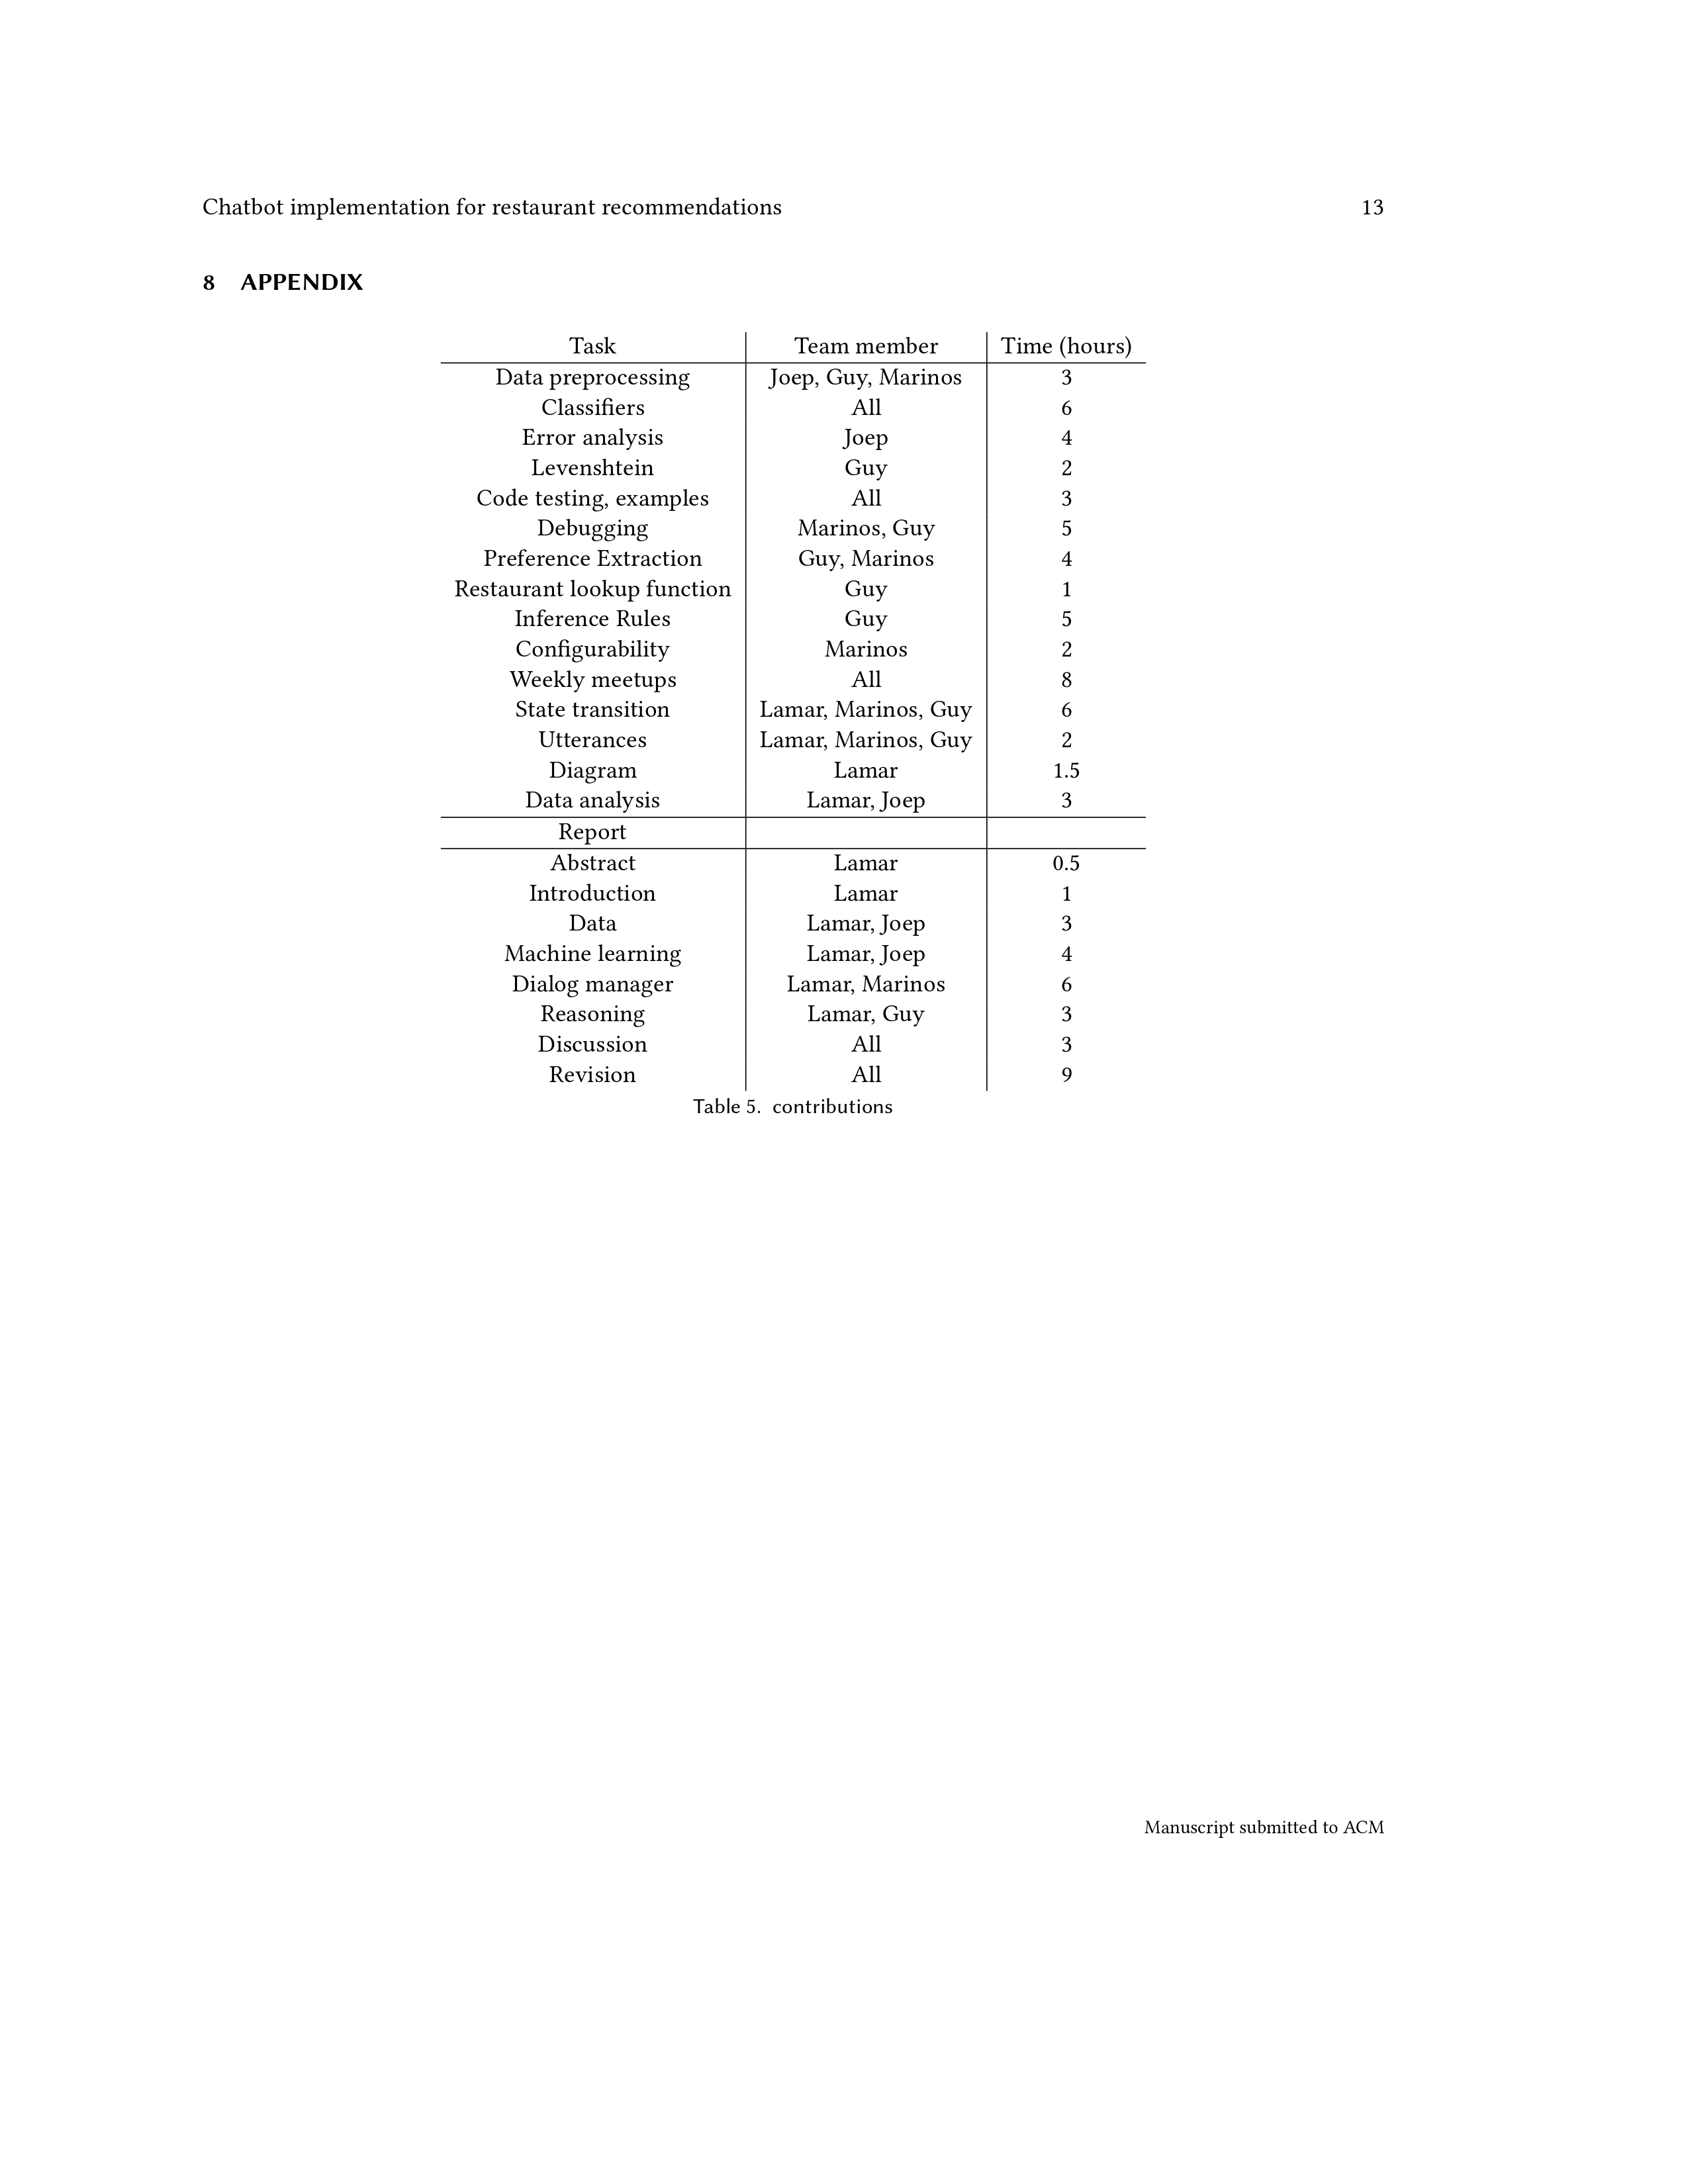 Chatbot implementation for restaurant recommendations 13
8 APPENDIX
Task Team member Time (hours)
Data preprocessing Joep, Guy, Marinos 3
Classifiers All 6
Error analysis Joep 4
Levenshtein Guy 2
Code testing, examples All 3
Debugging Marinos, Guy 5
Preference Extraction Guy, Marinos 4
Restaurant lookup function Guy 1
Inference Rules Guy 5
Configurability Marinos 2
Weekly meetups All 8
State transition Lamar, Marinos, Guy 6
Utterances Lamar, Marinos, Guy 2
Diagram Lamar 1.5
Data analysis Lamar, Joep 3
Report
Abstract Lamar 0.5
Introduction Lamar 1
Data Lamar, Joep 3
Machine learning Lamar, Joep 4
Dialog manager Lamar, Marinos 6
Reasoning Lamar, Guy 3
Discussion All 3
Revision All 9
Table 5. contributions
Manuscript submitted to ACM